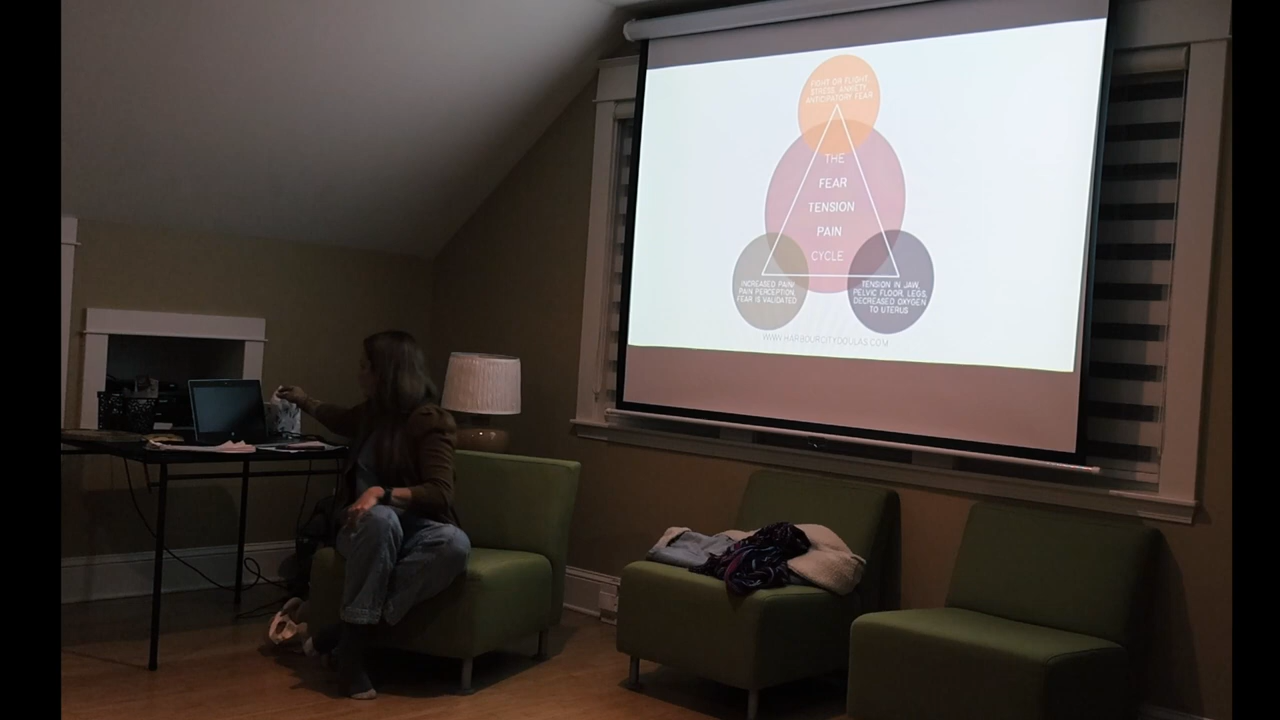 FIGHT OR FLIGHT,
STRESS, ANXIETY,
ANTICIPATORY FEAR
THE
FEAR
TENSION
PAIN
CYCLE
INCREASED PAIN/
PAIN PERCEPTION,
FEAR IS VALIDATED
TENSION IN JAW,
PELVIC FLOOR, LEGS,
DECREASED OXYGEN
TO UTERUS
WWW.HARBOURCITYDOULAS.COM